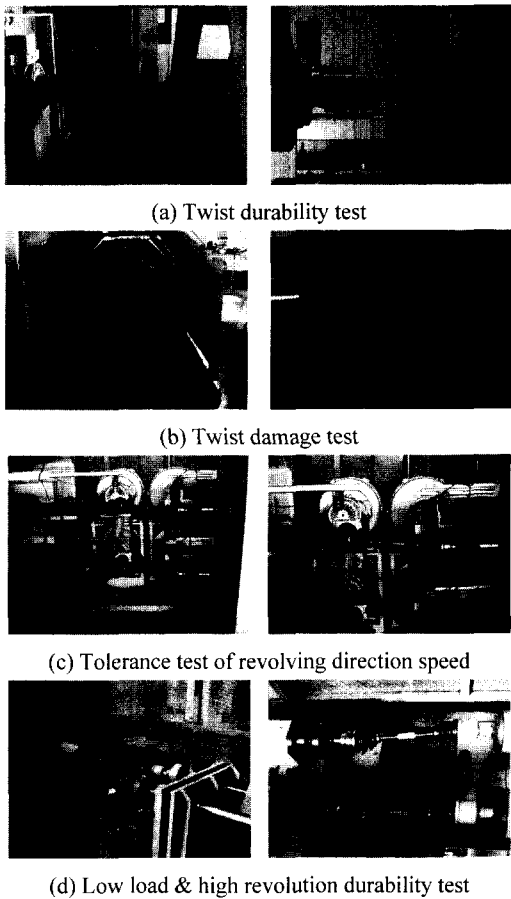 (a) Twist durability test
(b) Twist damage test
(c) Tolerance test of revolving direction speed
(d) Low load & high revolution durability test